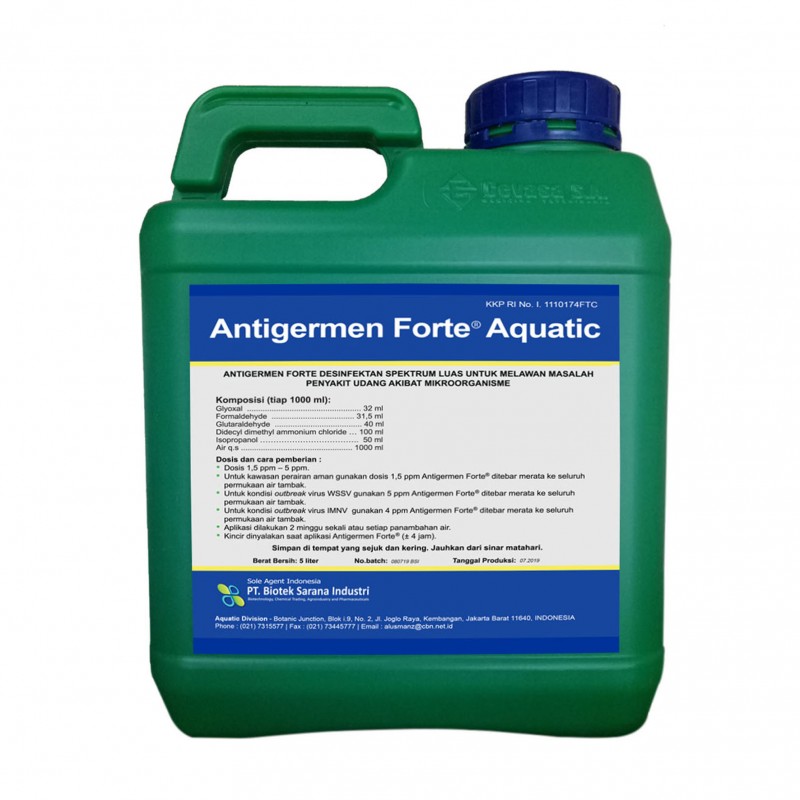 Devasa S.A.
KKP RI No. I. 1110174FTC
Antigermen Forte® Aquatic
ANTIGERMEN FORTE DESINFEKTAN SPEKTRUM LUAS UNTUK MELAWAN MASALAH
PENYAKIT UDANG AKIBAT MIKROORGANISME
Komposisi (tiap 1000 ml):
Glyoxal ................................................ 32 ml
Formaldehyde ................................... 31,5 ml
Glutaraldehyde ................................... 40 ml
Didecyl dimethyl ammonium chloride ... 100 ml
Isopropanol ................................. 50 ml
Air q.s ............................................... 1000 ml
Dosis dan cara pemberian :
• Dosis 1,5 ppm – 5 ppm.
• Untuk kawasan perairan aman gunakan dosis 1,5 ppm Antigermen Forte® ditebar merata ke seluruh
permukaan air tambak.
• Untuk kondisi outbreak virus WSSV gunakan 5 ppm Antigermen Forte® ditebar merata ke seluruh
permukaan air tambak.
• Untuk kondisi outbreak virus IMNV gunakan 4 ppm Antigermen Forte® ditebar merata ke seluruh
permukaan air tambak.
• Aplikasi dilakukan 2 minggu sekali atau setiap panambahan air.
• Kincir dinyalakan saat aplikasi Antigermen Forte® (± 4 jam).
Simpan di tempat yang sejuk dan kering. Jauhkan dari sinar matahari.
Berat Bersih: 5 liter No.batch: 080719 BSI Tanggal Produksi: 07.2019
Sole Agent Indonesia
PT. Biotek Sarana Industri
Biotechnology, Chemical Trading, Agroindustry and Pharmaceuticals
Aquatic Division - Botanic Junction, Blok i.9, No. 2, Jl. Joglo Raya, Kembangan, Jakarta Barat 11640, INDONESIA
Phone : (021) 7315577 | Fax : (021) 73445777 | Email : alusmanz@cbn.net.id